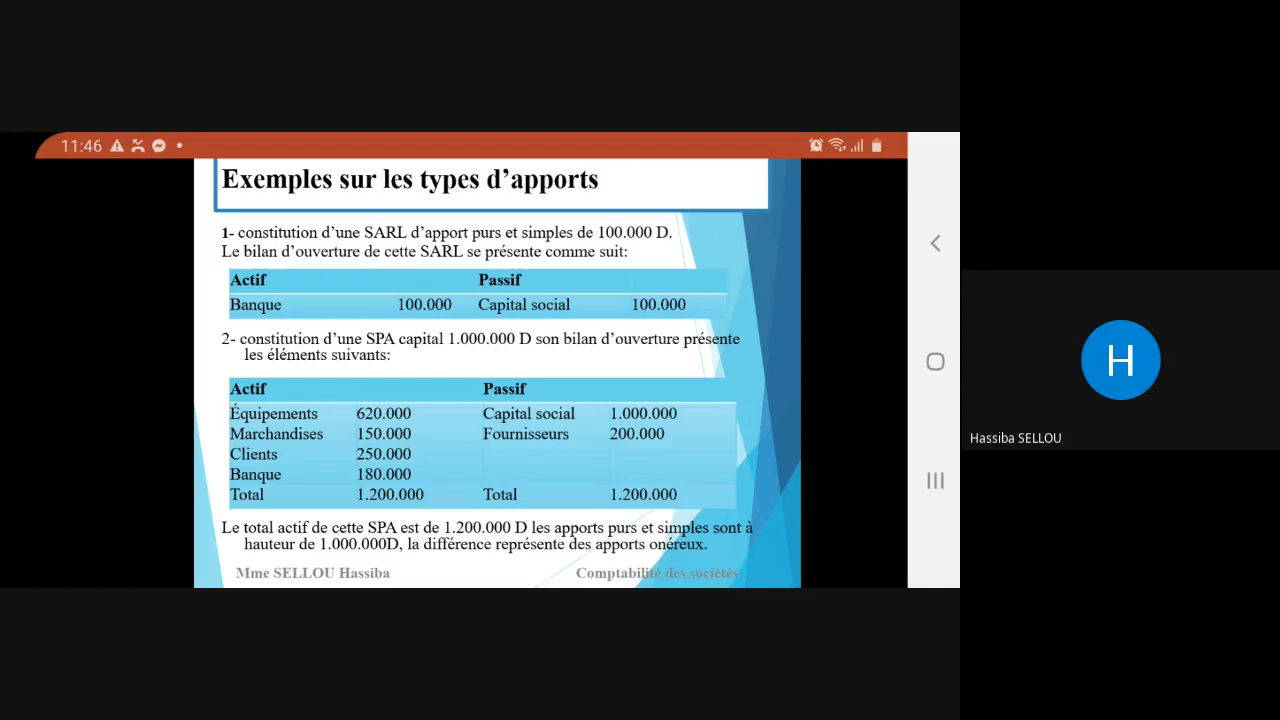 11:46
Exemples sur les types d’apports
1- constitution d’une SARL d’apport purs et simples de 100.000 D.
Le bilan d’ouverture de cette SARL se présente comme suit:
Actif Passif
Banque 100.000 Capital social 100.000
2- constitution d’une SPA capital 1.000.000 D son bilan d’ouverture présente
les éléments suivants:
Actif Passif
Équipements 620.000 Capital social 1.000.000
Marchandises 150.000 Fournisseurs 200.000
Clients 250.000
Banque 180.000
Total 1.200.000 Total 1.200.000
Le total actif de cette SPA est de 1.200.000 D les apports purs et simples sont à
hauteur de 1.000.000D, la différence représente des apports onéreux.
Mme SELLOU Hassiba Comptabilité des sociétés
H
Hassiba SELLOU